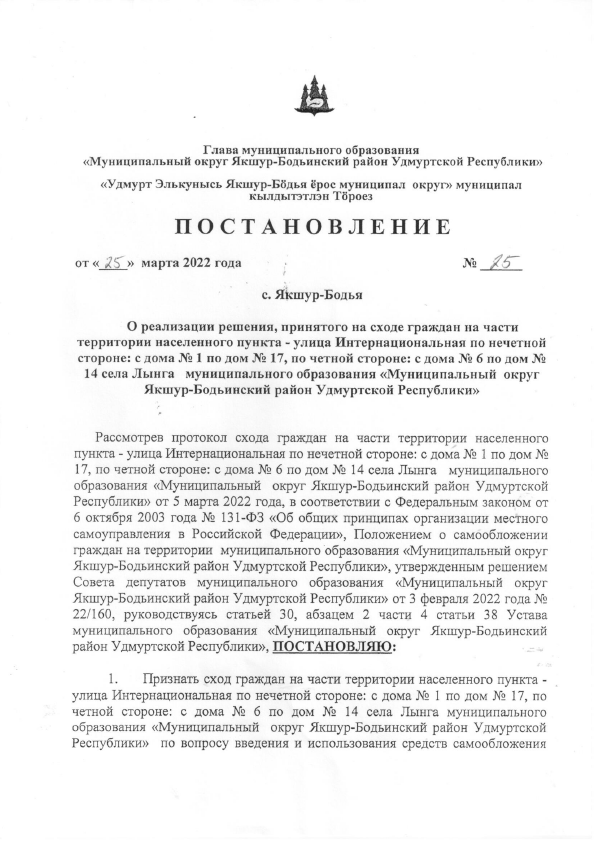 Глава муниципального образования
«Муниципальный округ Якшур-Бодьинский район Удмуртской Республики»
«Удмурт Элькунысь Якшур-Бӧдья ёрос муниципал округ» муниципал
кылдытэтлэн Тӧроез
ПОСТАНОВЛЕНИЕ
от «25» марта 2022 года № 25
с. Якшур-Бодья
О реализации решения, принятого на сходе граждан на части
территории населенного пункта - улица Интернациональная по нечетной
стороне: с дома № 1 по дом № 17, по четной стороне: с дома № 6 по дом №
14 села Лынга муниципального образования «Муниципальный округ
Якшур-Бодьинский район Удмуртской Республики»
Рассмотрев протокол схода граждан на части территории населенного
пункта - улица Интернациональная по нечетной стороне: с дома № 1 по дом №
17, по четной стороне: с дома № 6 по дом № 14 села Лынга муниципального
образования «Муниципальный округ Якшур-Бодьинский район Удмуртской
Республики» от 5 марта 2022 года, в соответствии с Федеральным законом от
6 октября 2003 года № 131-ФЗ «Об общих принципах организации местного
самоуправления в Российской Федерации», Положением о самообложении
граждан на территории муниципального образования «Муниципальный округ
Якшур-Бодьинский район Удмуртской Республики», утвержденным решением
Совета депутатов муниципального образования «Муниципальный округ
Якшур-Бодьинский район Удмуртской Республики» от 3 февраля 2022 года №
22/160, руководствуясь статьей 30, абзацем 2 части 4 статьи 38 Устава
муниципального образования «Муниципальный округ Якшур-Бодьинский
район Удмуртской Республики», ПОСТАНОВЛЯЮ:
1. Признать сход граждан на части территории населенного пункта -
улица Интернациональная по нечетной стороне: с дома № 1 по дом № 17, по
четной стороне: с дома № 6 по дом № 14 села Лынга муниципального
образования «Муниципальный округ Якшур-Бодьинский район Удмуртской
Республики» по вопросу введения и использования средств самообложения